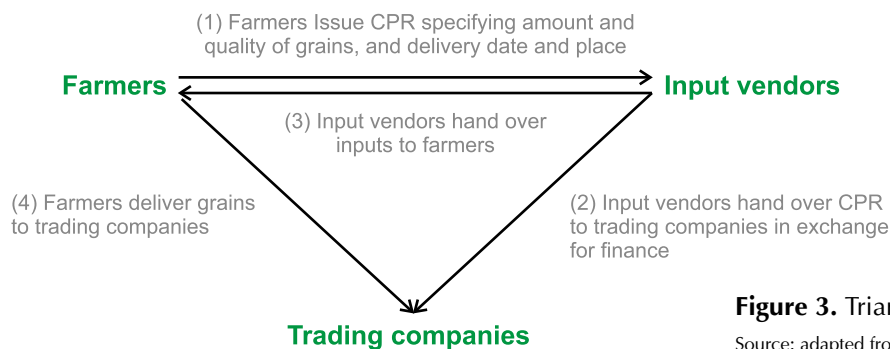 (1) Farmers Issue CPR specifying amount and
quality of grains, and delivery date and place
Farmers
Input vendors
(3) Input vendors hand over
inputs to farmers
(4) Farmers deliver grains
to trading companies
(2) Input vendors hand over CPR
to trading companies in exchange
for finance
Trading companies
Figure 3.
Source: adapted